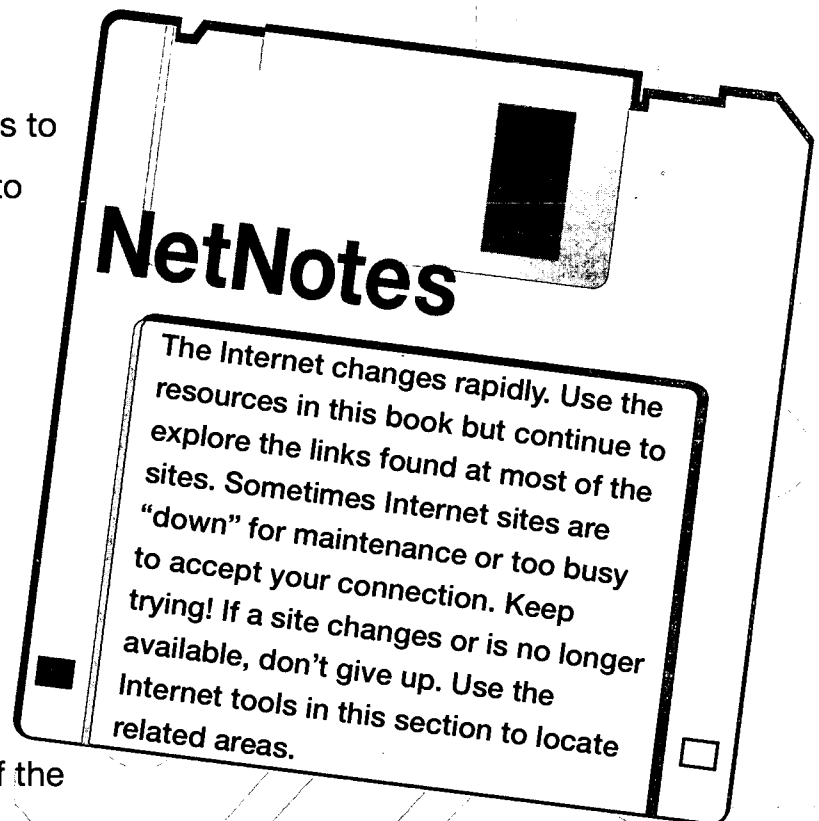 s to
to
NetNotes
The Internet changes rapidly. Use the
resources in this book but continue to
explore the links found at most of the
sites. Sometimes Internet sites are
“down” for maintenance or too busy
to accept your connection. Keep
trying! If a site changes or is no longer
available, don’t give up. Use the
Internet tools in this section to locate
related areas.
f the